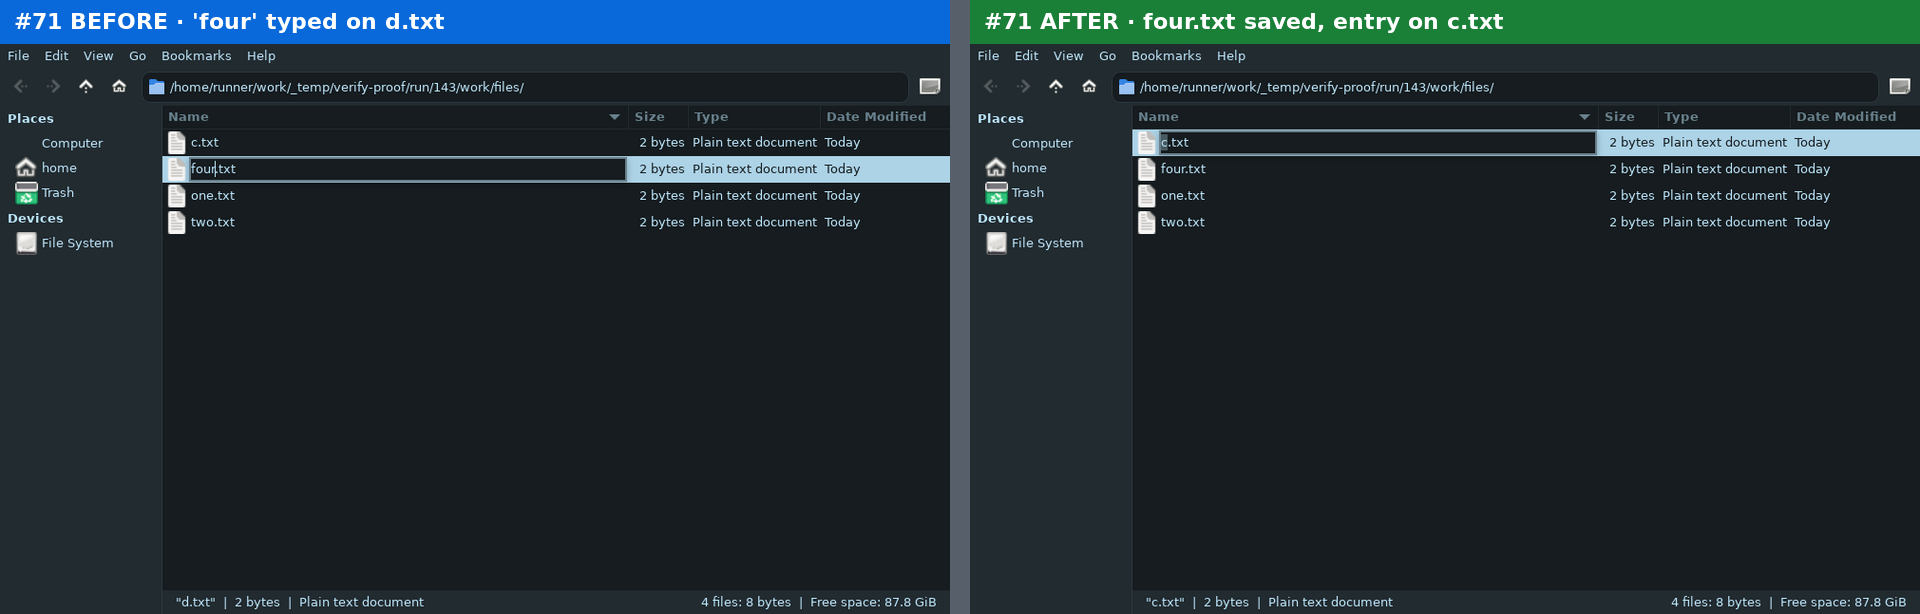 #71 BEFORE · 'four' typed on d.txt
File Edit View Go Bookmarks Help
/home/runner/work/_temp/verify-proof/run/143/work/files/
Places
Computer
home
Trash
Devices
File System
Name Size Type Date Modified
c.txt 2 bytes Plain text document Today
four.txt 2 bytes Plain text document Today
one.txt 2 bytes Plain text document Today
two.txt 2 bytes Plain text document Today
"d.txt" | 2 bytes | Plain text document 4 files: 8 bytes | Free space: 87.8 GiB
#71 AFTER · four.txt saved, entry on c.txt
File Edit View Go Bookmarks Help
/home/runner/work/_temp/verify-proof/run/143/work/files/
Places
Computer
home
Trash
Devices
File System
Name Size Type Date Modified
c.txt 2 bytes Plain text document Today
four.txt 2 bytes Plain text document Today
one.txt 2 bytes Plain text document Today
two.txt 2 bytes Plain text document Today
"c.txt" | 2 bytes | Plain text document 4 files: 8 bytes | Free space: 87.8 GiB